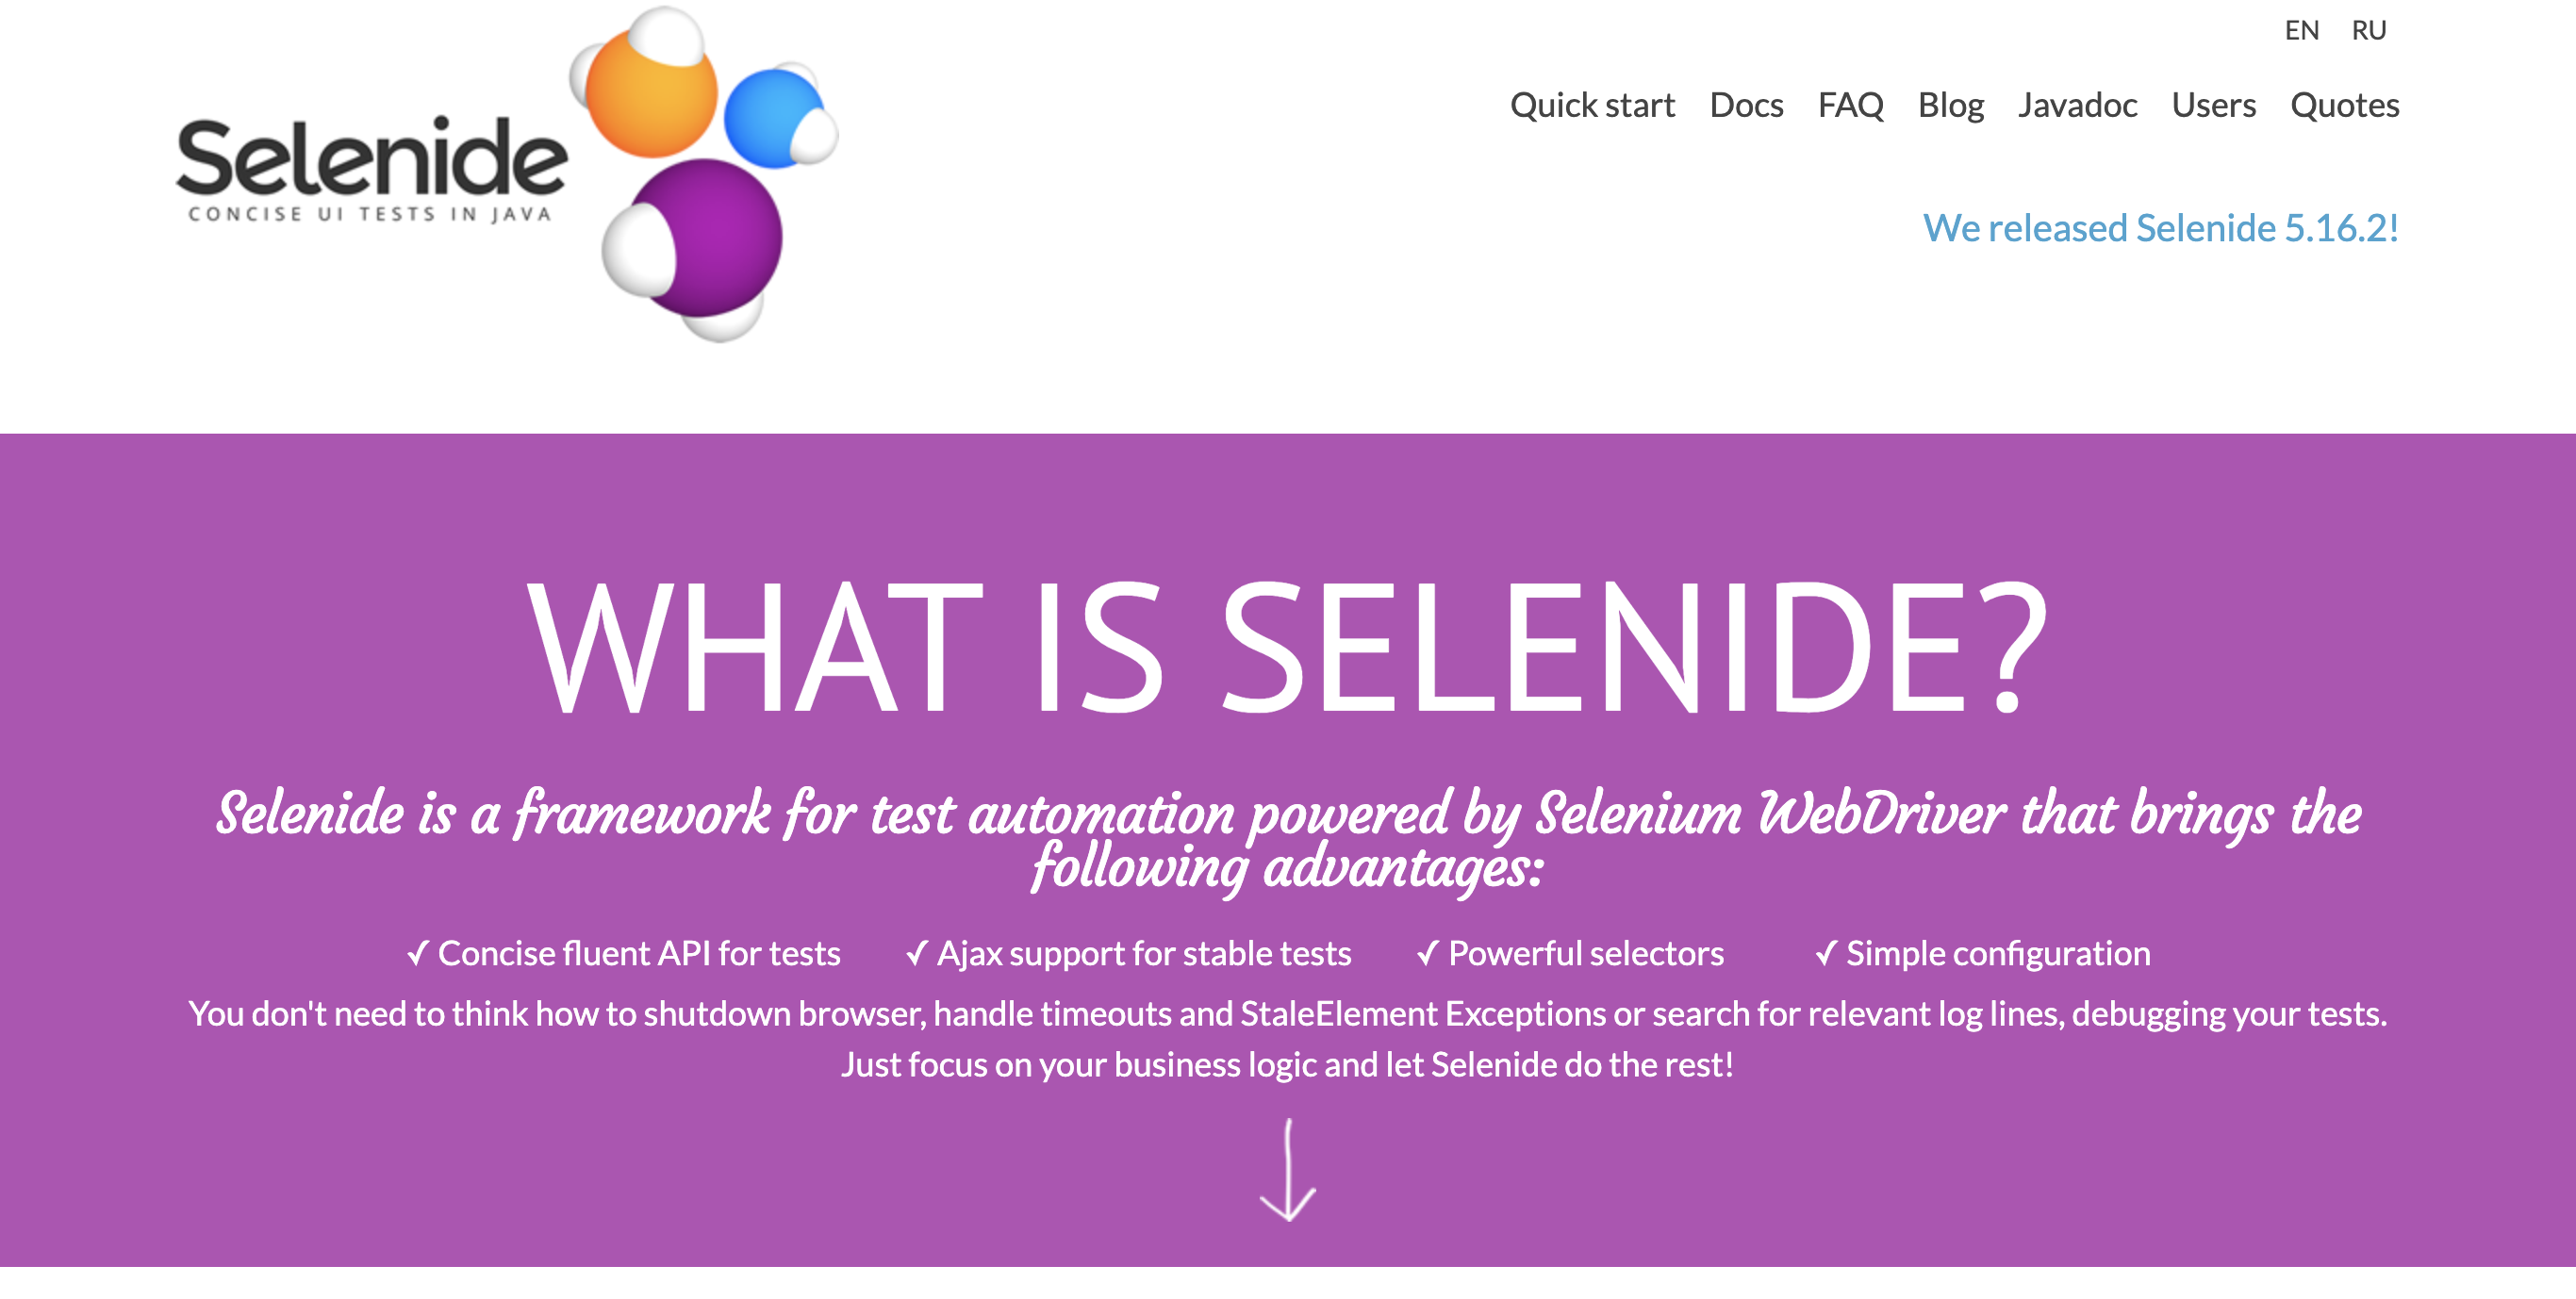 EN RU
Selenide
CONCISE UI TESTS IN JAVA
Quick start Docs FAQ Blog Javadoc Users Quotes
We released Selenide 5.16.2!
WHAT IS SELENIDE?
Selenide is a framework for test automation powered by Selenium WebDriver that brings the
following advantages:
✓ Concise fluent API for tests ✓ Ajax support for stable tests ✓ Powerful selectors ✓ Simple configuration
You don't need to think how to shutdown browser, handle timeouts and StaleElement Exceptions or search for relevant log lines, debugging your tests.
Just focus on your business logic and let Selenide do the rest!